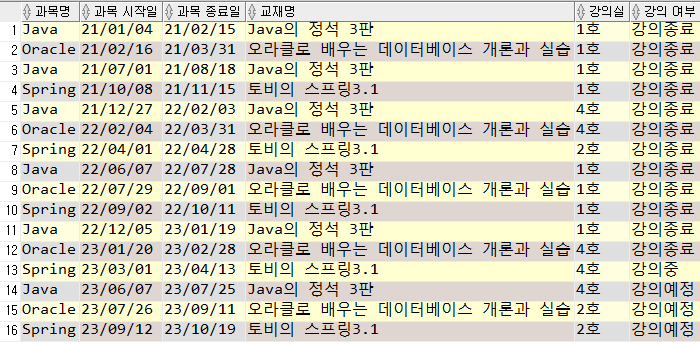 과목명 과목 시작일 과목 종료일 교재명 강의실 강의 여부
1 Java 21/01/04 21/02/15 Java의 정석 3판 1호 강의종료
2 Oracle 21/02/16 21/03/31 오라클로 배우는 데이터베이스 개론과 실습 1호 강의종료
3 Java 21/07/01 21/08/18 Java의 정석 3판 1호 강의종료
4 Spring 21/10/08 21/11/15 토비의 스프링3.1 1호 강의종료
5 Java 21/12/27 22/02/03 Java의 정석 3판 4호 강의종료
6 Oracle 22/02/04 22/03/31 오라클로 배우는 데이터베이스 개론과 실습 4호 강의종료
7 Spring 22/04/01 22/04/28 토비의 스프링3.1 2호 강의종료
8 Java 22/06/07 22/07/28 Java의 정석 3판 1호 강의종료
9 Oracle 22/07/29 22/09/01 오라클로 배우는 데이터베이스 개론과 실습 1호 강의종료
10 Spring 22/09/02 22/10/11 토비의 스프링3.1 1호 강의종료
11 Java 22/12/05 23/01/19 Java의 정석 3판 1호 강의종료
12 Oracle 23/01/20 23/02/28 오라클로 배우는 데이터베이스 개론과 실습 4호 강의종료
13 Spring 23/03/01 23/04/13 토비의 스프링3.1 4호 강의중
14 Java 23/06/07 23/07/25 Java의 정석 3판 4호 강의예정
15 Oracle 23/07/26 23/09/11 오라클로 배우는 데이터베이스 개론과 실습 2호 강의예정
16 Spring 23/09/12 23/10/19 토비의 스프링3.1 2호 강의예정